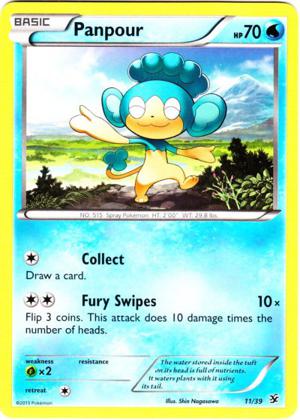 BASIC
Panpour
HP 70
NO. 515 Spray Pokémon HT: 2'00" WT: 29.8 lbs.
Collect
Draw a card.
Fury Swipes 10×
Flip 3 coins. This attack does 10 damage times
the number of heads.
weakness resistance
×2
The water stored inside the tuft
on its head is full of nutrients.
It waters plants with it using
its tail.
retreat
©2015 Pokémon
Illus. Shin Nagasawa
11/39